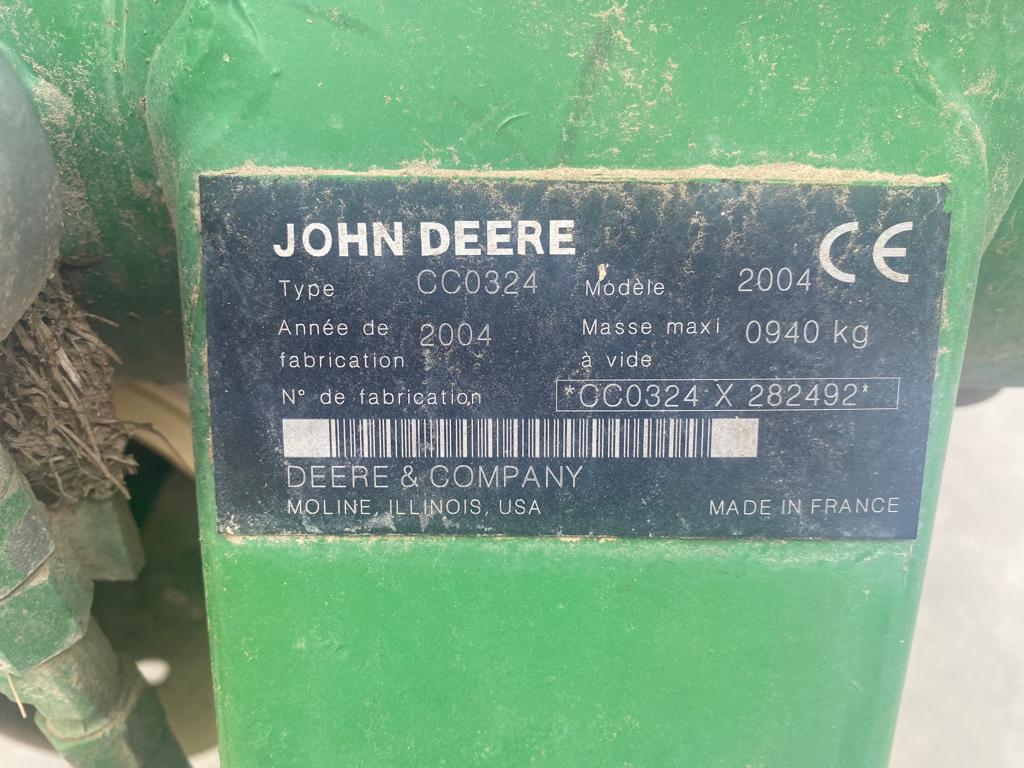 JOHN DEERE CE
Type CC0324 Modèle 2004
Année de fabrication 2004 Masse maxi à vide 0940 kg
N° de fabrication *CC0324 X 282492*
DEERE & COMPANY
MOLINE, ILLINOIS, USA MADE IN FRANCE